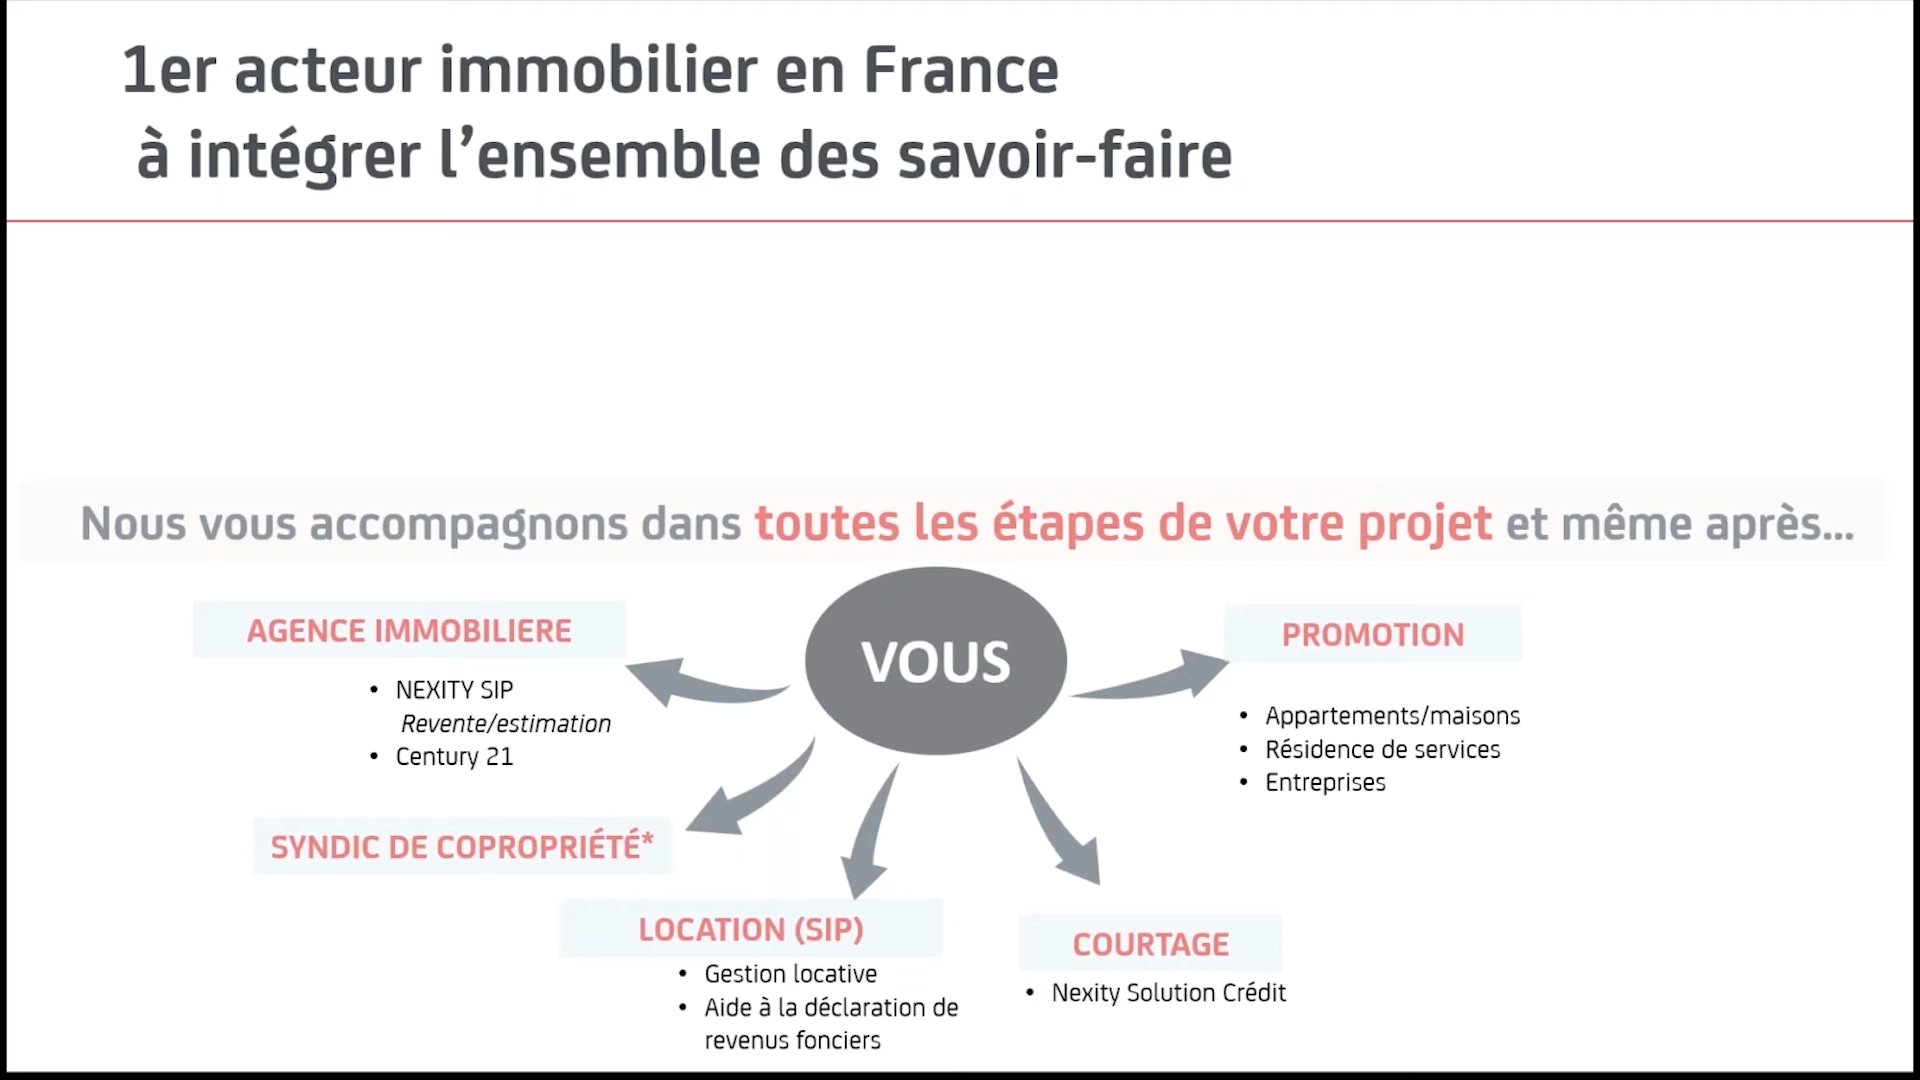 1er acteur immobilier en France
à intégrer l’ensemble des savoir-faire
Nous vous accompagnons dans toutes les étapes de votre projet et même après...
VOUS
AGENCE IMMOBILIERE
• NEXITY SIP
Revente/estimation
• Century 21
SYNDIC DE COPROPRIÉTÉ*
LOCATION (SIP)
• Gestion locative
• Aide à la déclaration de
revenus fonciers
COURTAGE
• Nexity Solution Crédit
PROMOTION
• Appartements/maisons
• Résidence de services
• Entreprises